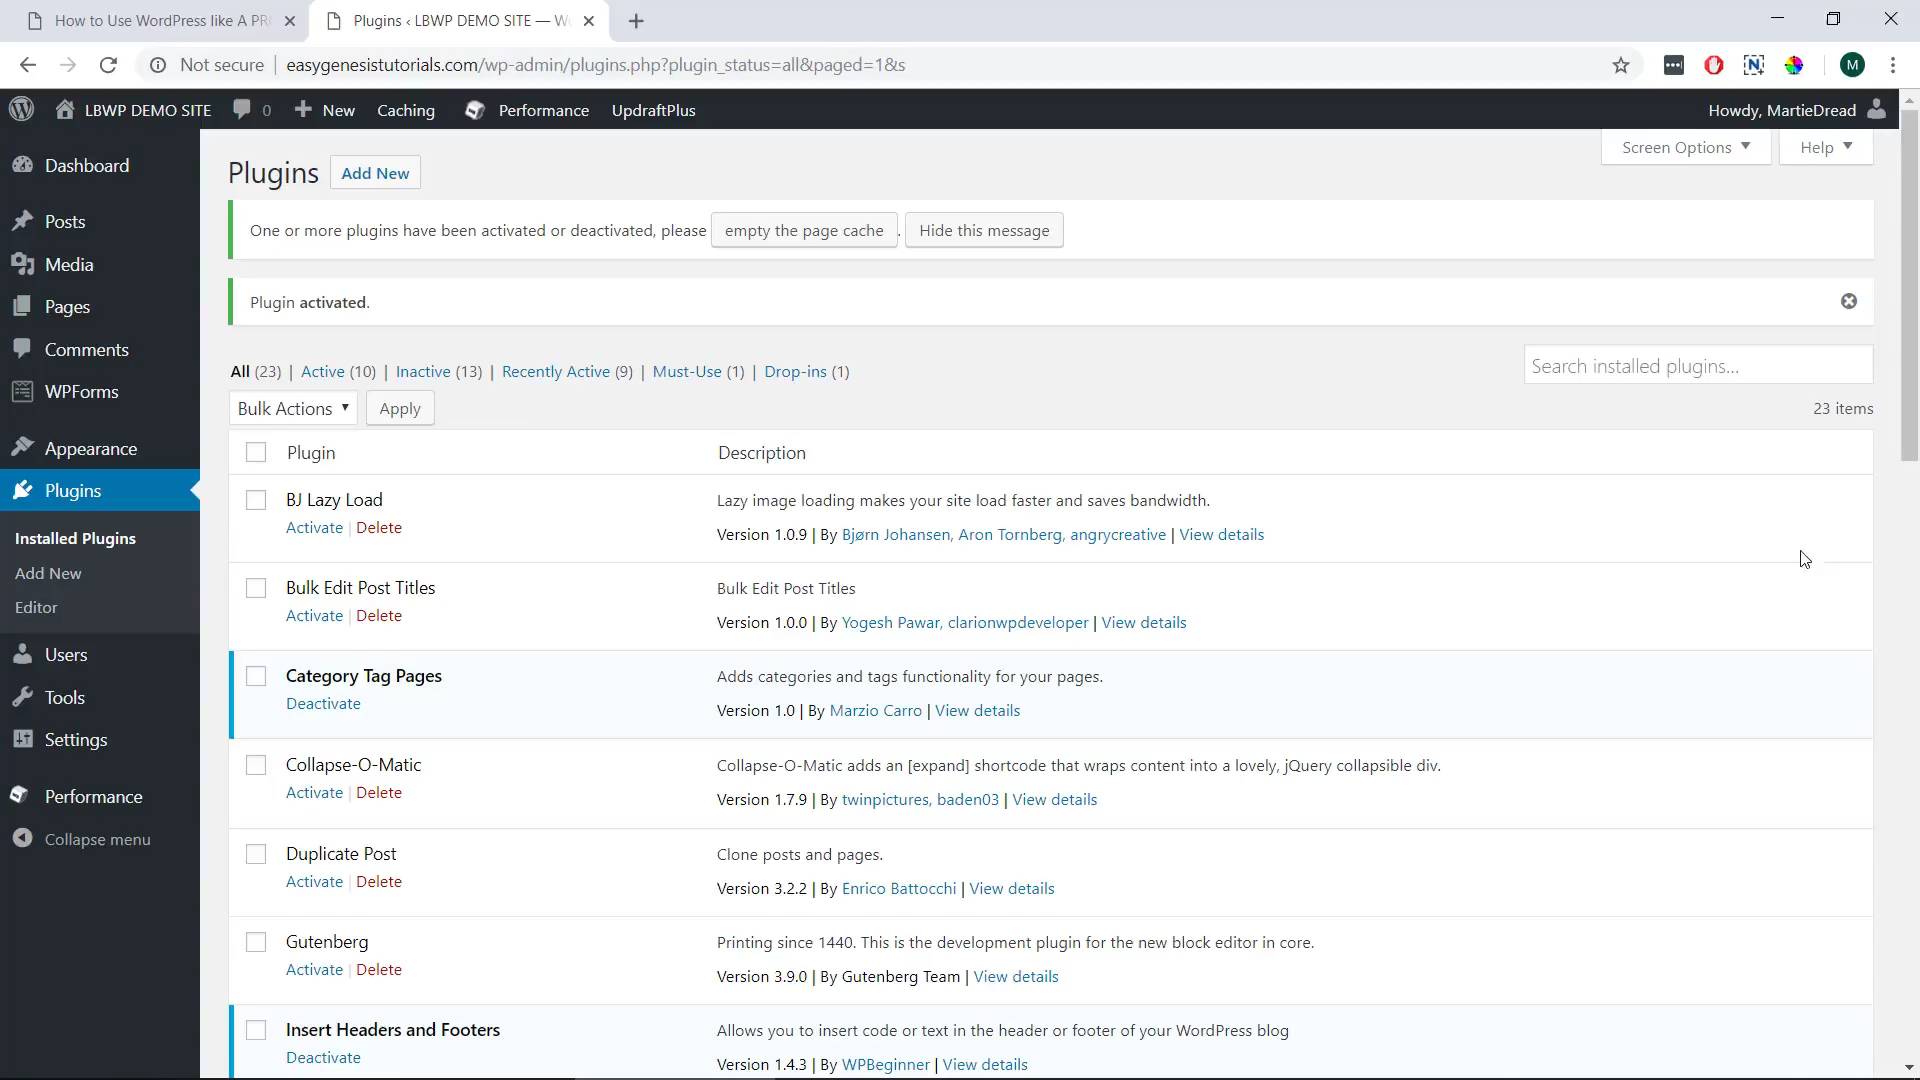 How to Use WordPress like A PR
Plugins ‹ LBWP DEMO SITE — W
Not secure
easygenesistutorials.com/wp-admin/plugins.php?plugin_status=all&paged=1&s
N
M
LBWP DEMO SITE
0
New
Caching
Performance
UpdraftPlus
Howdy, MartieDread
Dashboard
Posts
Media
Pages
Comments
WPForms
Appearance
Plugins
Installed Plugins
Add New
Editor
Users
Tools
Settings
Performance
Collapse menu
Screen Options
Help
Plugins
Add New
One or more plugins have been activated or deactivated, please empty the page cache . Hide this message
Plugin activated.
All (23) | Active (10) | Inactive (13) | Recently Active (9) | Must-Use (1) | Drop-ins (1)
Search installed plugins...
Bulk Actions
Apply
23 items
Plugin
Description
BJ Lazy Load
Activate | Delete
Lazy image loading makes your site load faster and saves bandwidth.
Version 1.0.9 | By Bjørn Johansen, Aron Tornberg, angrycreative | View details
Bulk Edit Post Titles
Activate | Delete
Bulk Edit Post Titles
Version 1.0.0 | By Yogesh Pawar, clarionwpdeveloper | View details
Category Tag Pages
Deactivate
Adds categories and tags functionality for your pages.
Version 1.0 | By Marzio Carro | View details
Collapse-O-Matic
Activate | Delete
Collapse-O-Matic adds an [expand] shortcode that wraps content into a lovely, jQuery collapsible div.
Version 1.7.9 | By twinpictures, baden03 | View details
Duplicate Post
Activate | Delete
Clone posts and pages.
Version 3.2.2 | By Enrico Battocchi | View details
Gutenberg
Activate | Delete
Printing since 1440. This is the development plugin for the new block editor in core.
Version 3.9.0 | By Gutenberg Team | View details
Insert Headers and Footers
Deactivate
Allows you to insert code or text in the header or footer of your WordPress blog
Version 1.4.3 | By WPBeginner | View details